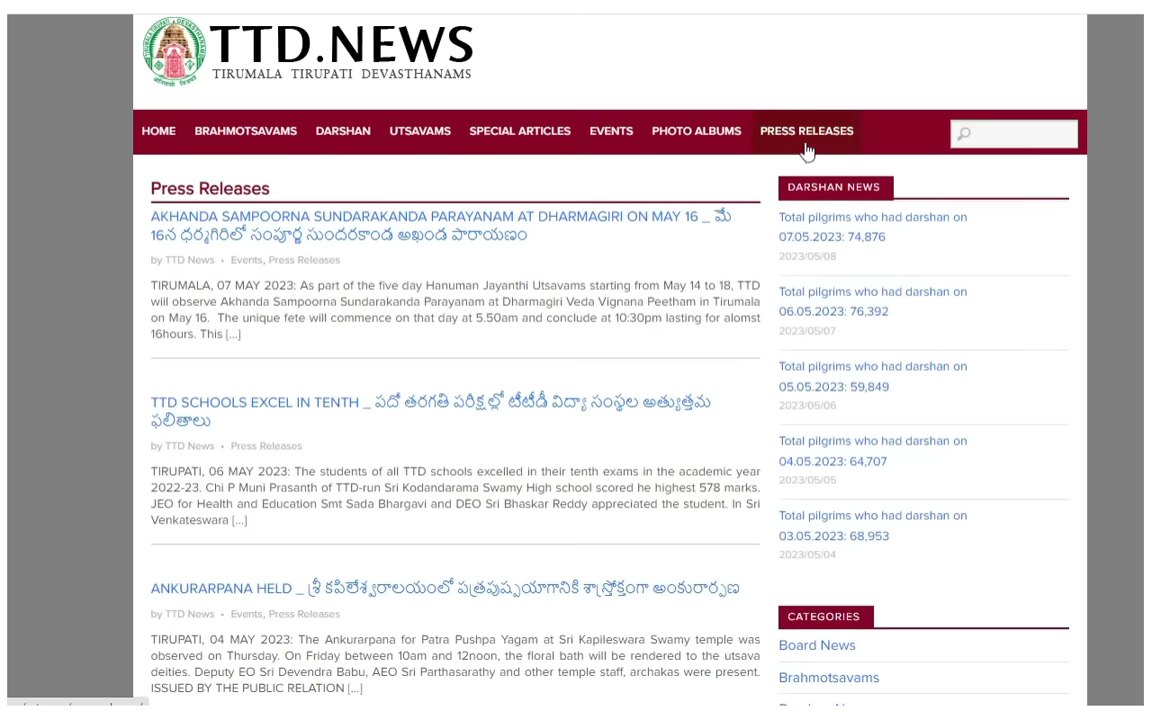 TTD.NEWS
TIRUMALA TIRUPATI DEVASTHANAMS
HOME BRAHMOTSAVAMS DARSHAN UTSAVAMS SPECIAL ARTICLES EVENTS PHOTO ALBUMS PRESS RELEASES
Press Releases
AKHANDA SAMPOORNA SUNDARAKANDA PARAYANAM AT DHARMAGIRI ON MAY 16 _ మే
16న ధర్మగిరిలో సంపూర్ణ సుందరకాండ అఖండ పారాయణం
by TTD News • Events, Press Releases
TIRUMALA, 07 MAY 2023: As part of the five day Hanuman Jayanthi Utsavams starting from May 14 to 18, TTD
wiil observe Akhanda Sampoorna Sundarakanda Parayanam at Dharmagiri Veda Vignana Peetham in Tirumala
on May 16. The unique fete will commence on that day at 5.50am and conclude at 10:30pm lasting for alomst
16hours. This [...]
TTD SCHOOLS EXCEL IN TENTH _ పదో తరగతి పరీక్షల్లో టీటీడీ విద్యా సంస్థల అత్యుత్తమ
ఫలితాలు
by TTD News • Press Releases
TIRUPATI, 06 MAY 2023: The students of all TTD schools excelled in their tenth exams in the academic year
2022-23. Chi P Muni Prasanth of TTD-run Sri Kodandarama Swamy High school scored he highest 578 marks.
JEO for Health and Education Smt Sada Bhargavi and DEO Sri Bhaskar Reddy appreciated the student. In Sri
Venkateswara [...]
ANKURARPANA HELD _ శ్రీ కపిలేశ్వరాలయంలో పత్రపుష్పయాగానికి శాస్త్రోక్తంగా అంకురార్పణ
by TTD News • Events, Press Releases
TIRUPATI, 04 MAY 2023: The Ankurarpana for Patra Pushpa Yagam at Sri Kapileswara Swamy temple was
observed on Thursday. On Friday between 10am and 12noon, the floral bath will be rendered to the utsava
deities. Deputy EO Sri Devendra Babu, AEO Sri Parthasarathy and other temple staff, archakas were present.
ISSUED BY THE PUBLIC RELATION [...]
DARSHAN NEWS
Total pilgrims who had darshan on
07.05.2023: 74,876
2023/05/08
Total pilgrims who had darshan on
06.05.2023: 76,392
2023/05/07
Total pilgrims who had darshan on
05.05.2023: 59,849
2023/05/06
Total pilgrims who had darshan on
04.05.2023: 64,707
2023/05/05
Total pilgrims who had darshan on
03.05.2023: 68,953
2023/05/04
CATEGORIES
Board News
Brahmotsavams